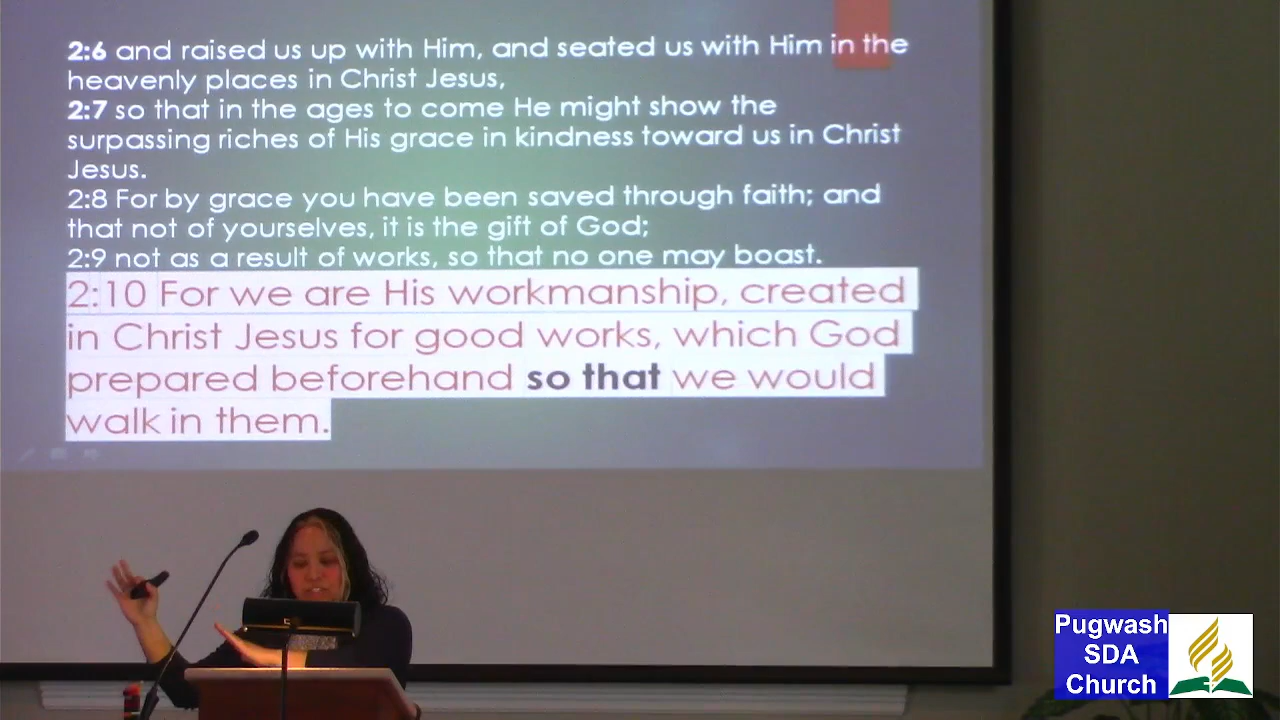 2:6 and raised us up with Him, and seated us with Him in the
heavenly places in Christ Jesus,
2:7 so that in the ages to come He might show the
surpassing riches of His grace in kindness toward us in Christ
Jesus.
2:8 For by grace you have been saved through faith; and
that not of yourselves, it is the gift of God;
2:9 not as a result of works, so that no one may boast.
2:10 For we are His workmanship, created
in Christ Jesus for good works, which God
prepared beforehand so that we would
walk in them.
Pugwash
SDA
Church